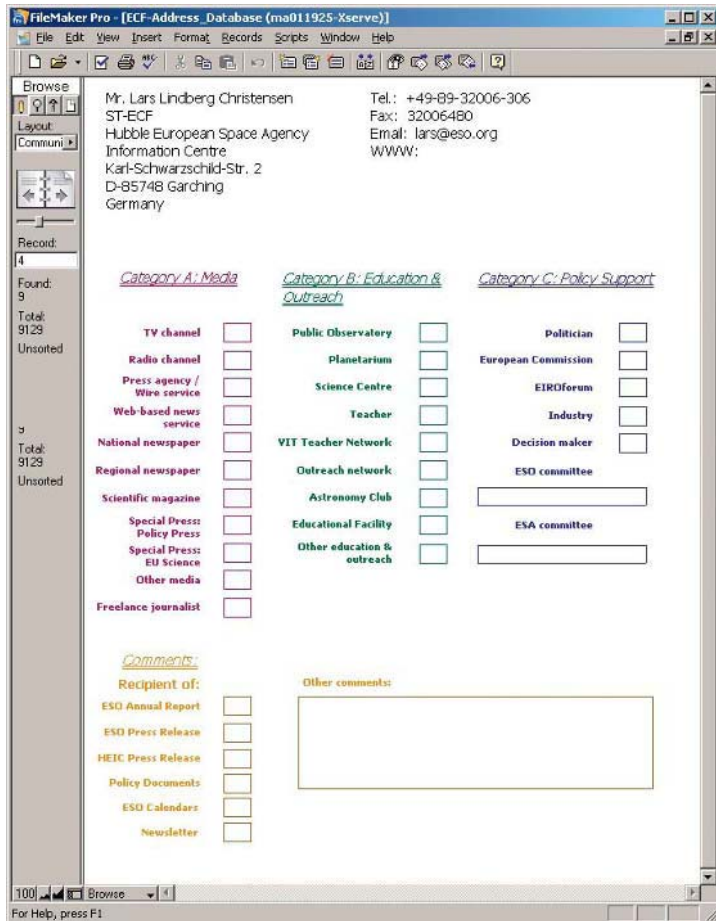 FileMaker Pro - [ECF-Address_Database (ma011925-Xserve)]
File Edit View Insert Format Records Scripts Window Help
Browse
Layout:
Communi
Record:
4
Found:
9
Total:
9129
Unsorted
9
Total:
9129
Unsorted
Mr. Lars Lindberg Christensen
ST-ECF
Hubble European Space Agency
Information Centre
Karl-Schwarzschild-Str. 2
D-85748 Garching
Germany
Tel.: +49-89-32006-306
Fax: 32006480
Email: lars@eso.org
WWW:
Category A: Media
TV channel
Radio channel
Press agency /
Wire service
Web-based news
service
National newspaper
Regional newspaper
Scientific magazine
Special Press:
Policy Press
Special Press:
EU Science
Other media
Freelance journalist
Category B: Education &
Outreach
Public Observatory
Planetarium
Science Centre
Teacher
VIT Teacher Network
Outreach network
Astronomy Club
Educational Facility
Other education &
outreach
Category C: Policy Support
Politician
European Commission
EIROforum
Industry
Decision maker
ESO committee
ESA committee
Comments:
Recipient of:
ESO Annual Report
ESO Press Release
HEIC Press Release
Policy Documents
ESO Calendars
Newsletter
Other comments:
100
Browse
For Help, press F1